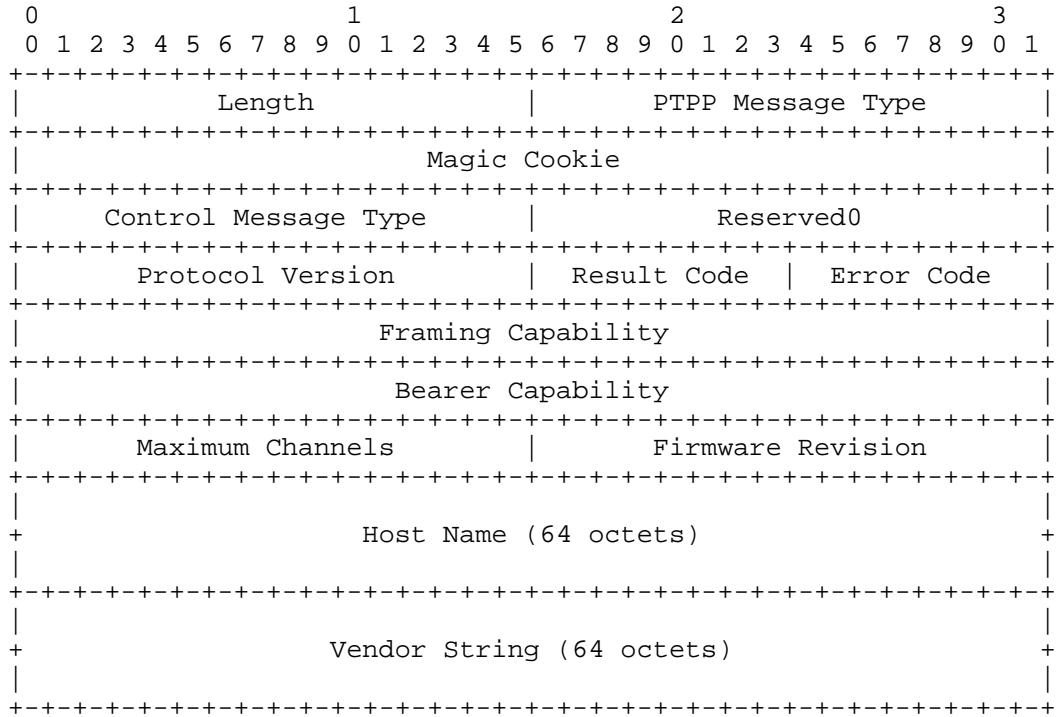 0                   1                   2                   3
 0 1 2 3 4 5 6 7 8 9 0 1 2 3 4 5 6 7 8 9 0 1 2 3 4 5 6 7 8 9 0 1
+-+-+-+-+-+-+-+-+-+-+-+-+-+-+-+-+-+-+-+-+-+-+-+-+-+-+-+-+-+-+-+-+
|            Length             |       PTPP Message Type       |
+-+-+-+-+-+-+-+-+-+-+-+-+-+-+-+-+-+-+-+-+-+-+-+-+-+-+-+-+-+-+-+-+
|                         Magic Cookie                          |
+-+-+-+-+-+-+-+-+-+-+-+-+-+-+-+-+-+-+-+-+-+-+-+-+-+-+-+-+-+-+-+-+
|     Control Message Type      |           Reserved0           |
+-+-+-+-+-+-+-+-+-+-+-+-+-+-+-+-+-+-+-+-+-+-+-+-+-+-+-+-+-+-+-+-+
|       Protocol Version        |  Result Code  |  Error Code   |
+-+-+-+-+-+-+-+-+-+-+-+-+-+-+-+-+-+-+-+-+-+-+-+-+-+-+-+-+-+-+-+-+
|                      Framing Capability                       |
+-+-+-+-+-+-+-+-+-+-+-+-+-+-+-+-+-+-+-+-+-+-+-+-+-+-+-+-+-+-+-+-+
|                       Bearer Capability                       |
+-+-+-+-+-+-+-+-+-+-+-+-+-+-+-+-+-+-+-+-+-+-+-+-+-+-+-+-+-+-+-+-+
|       Maximum Channels        |       Firmware Revision       |
+-+-+-+-+-+-+-+-+-+-+-+-+-+-+-+-+-+-+-+-+-+-+-+-+-+-+-+-+-+-+-+-+
|                                                               |
+                     Host Name (64 octets)                     +
|                                                               |
+-+-+-+-+-+-+-+-+-+-+-+-+-+-+-+-+-+-+-+-+-+-+-+-+-+-+-+-+-+-+-+-+
|                                                               |
+                   Vendor String (64 octets)                   +
|                                                               |
+-+-+-+-+-+-+-+-+-+-+-+-+-+-+-+-+-+-+-+-+-+-+-+-+-+-+-+-+-+-+-+-+